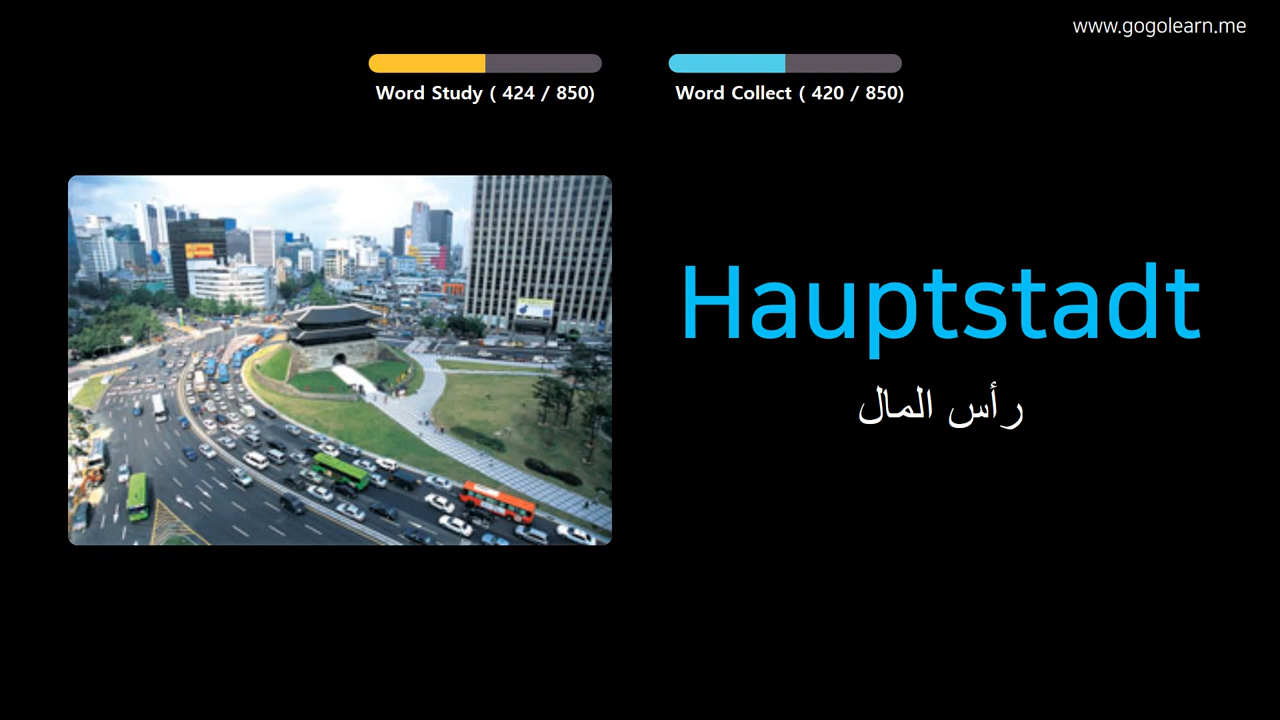 www.gogolearn.me
Word Study ( 424 / 850)
Word Collect ( 420 / 850)
Hauptstadt
رأس المال